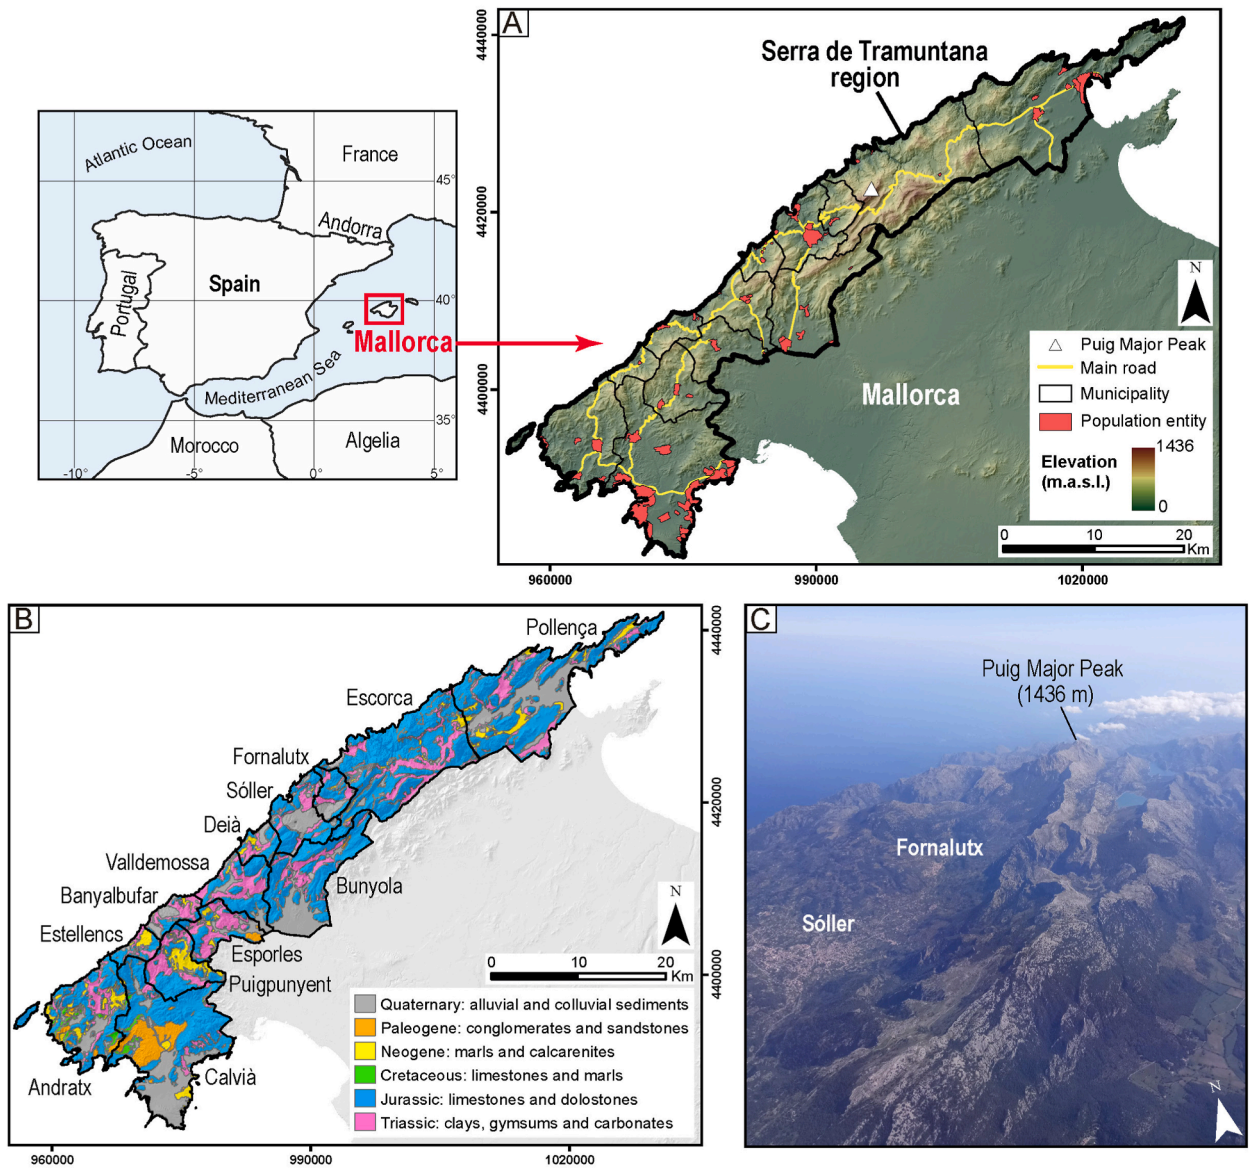 Atlantic Ocean
France
45°
Andorra
Portugal
Spain
40°
Mallorca
Mediterranean Sea
35°
Morocco
Algelia
-10°
-5°
0°
5°
A
Serra de Tramuntana
region
4440000
4420000
4400000
N
Puig Major Peak
Main road
Municipality
Population entity
Elevation
(m.a.s.l.)
1436
0
Mallorca
0 10 20
Km
960000 990000 1020000
B
Pollença
Escorca
Fornalutx
Sóller
Deià
Valldemossa
Banyalbufar
Estellencs
Bunyola
Esporles
Puigpunyent
Andratx
Calvià
4440000
4420000
4400000
N
0 10 20
Km
Quaternary: alluvial and colluvial sediments
Paleogene: conglomerates and sandstones
Neogene: marls and calcarenites
Cretaceous: limestones and marls
Jurassic: limestones and dolostones
Triassic: clays, gymsums and carbonates
960000 990000 1020000
C
Puig Major Peak
(1436 m)
Fornalutx
Sóller
N